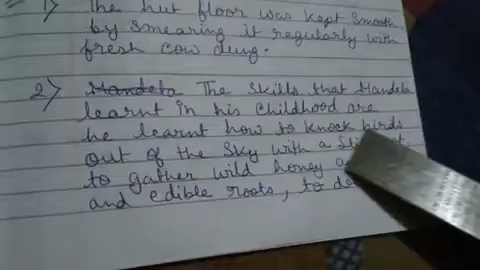 1) The hut floor was kept smooth
by smearing it regularly with
fresh cow dung.
2) Mandela The skills that Mandela
learnt in his childhood are
he learnt how to knock birds
out of the sky with a
to gather wild honey
and edible roots, to